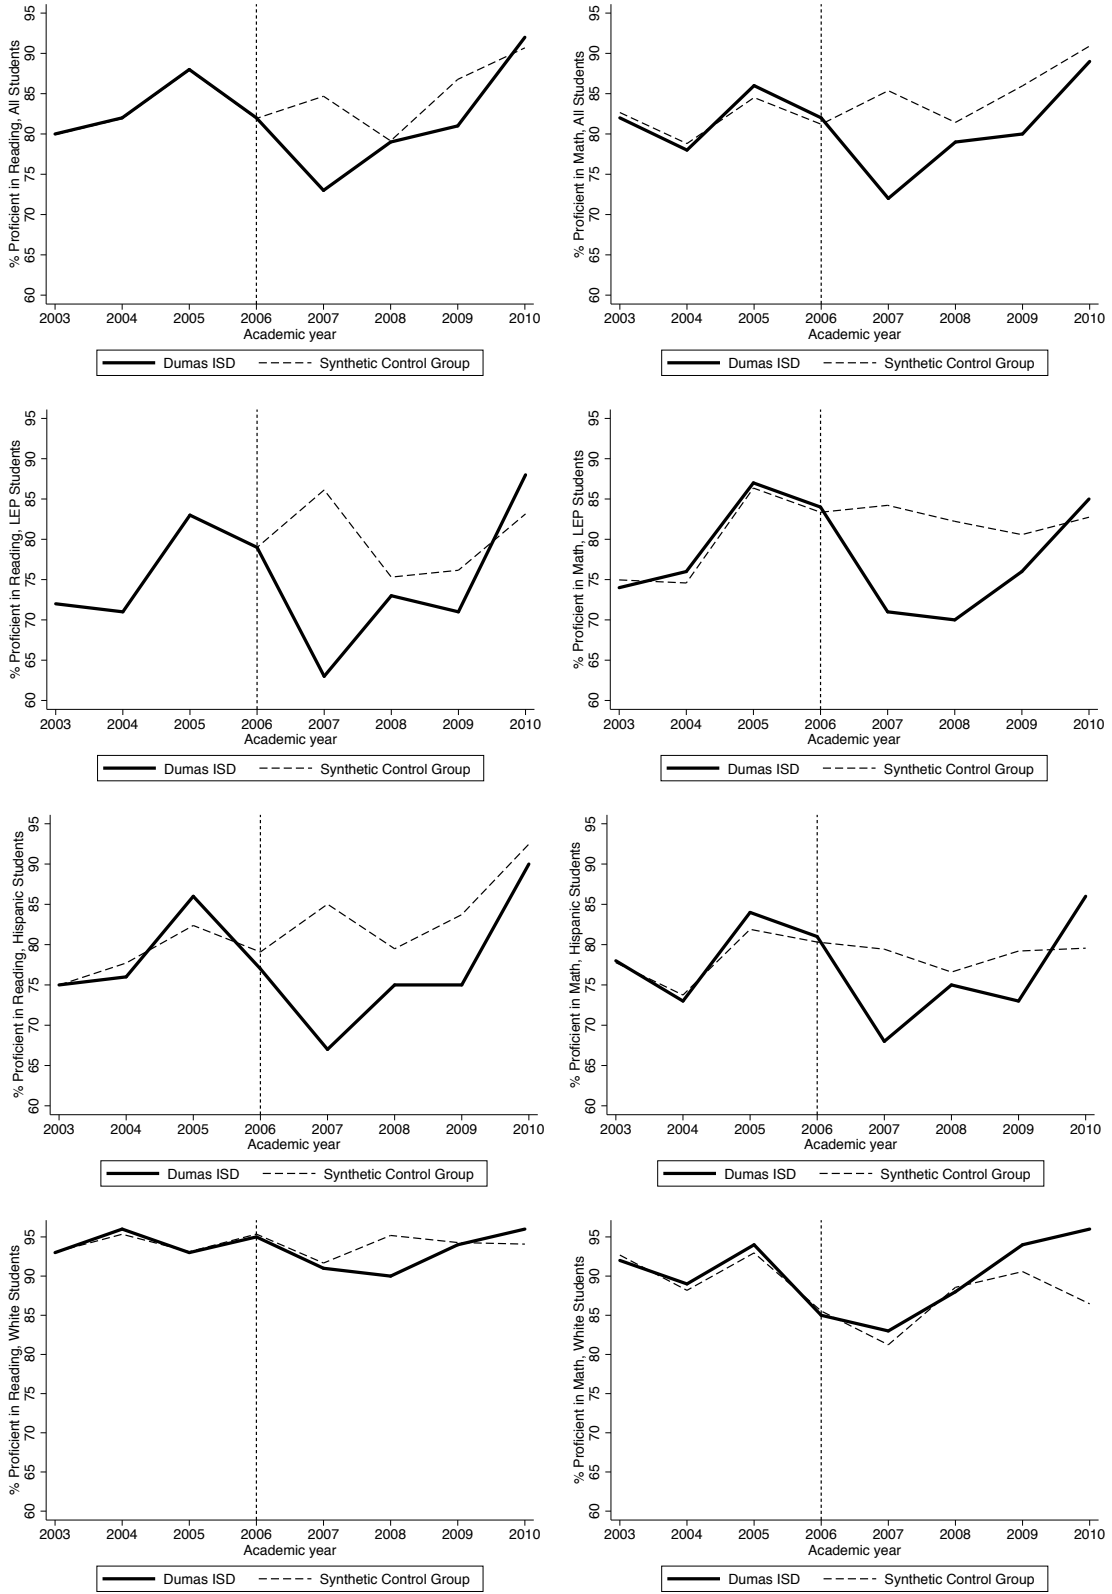 % Proficient in Reading, All Students
60 65 70 75 80 85 90 95
2003 2004 2005 2006 2007 2008 2009 2010
Academic year
Dumas ISD Synthetic Control Group
% Proficient in Math, All Students
60 65 70 75 80 85 90 95
2003 2004 2005 2006 2007 2008 2009 2010
Academic year
Dumas ISD Synthetic Control Group
% Proficient in Reading, LEP Students
60 65 70 75 80 85 90 95
2003 2004 2005 2006 2007 2008 2009 2010
Academic year
Dumas ISD Synthetic Control Group
% Proficient in Math, LEP Students
60 65 70 75 80 85 90 95
2003 2004 2005 2006 2007 2008 2009 2010
Academic year
Dumas ISD Synthetic Control Group
% Proficient in Reading, Hispanic Students
60 65 70 75 80 85 90 95
2003 2004 2005 2006 2007 2008 2009 2010
Academic year
Dumas ISD Synthetic Control Group
% Proficient in Math, Hispanic Students
60 65 70 75 80 85 90 95
2003 2004 2005 2006 2007 2008 2009 2010
Academic year
Dumas ISD Synthetic Control Group
% Proficient in Reading, White Students
60 65 70 75 80 85 90 95
2003 2004 2005 2006 2007 2008 2009 2010
Academic year
Dumas ISD Synthetic Control Group
% Proficient in Math, White Students
60 65 70 75 80 85 90 95
2003 2004 2005 2006 2007 2008 2009 2010
Academic year
Dumas ISD Synthetic Control Group